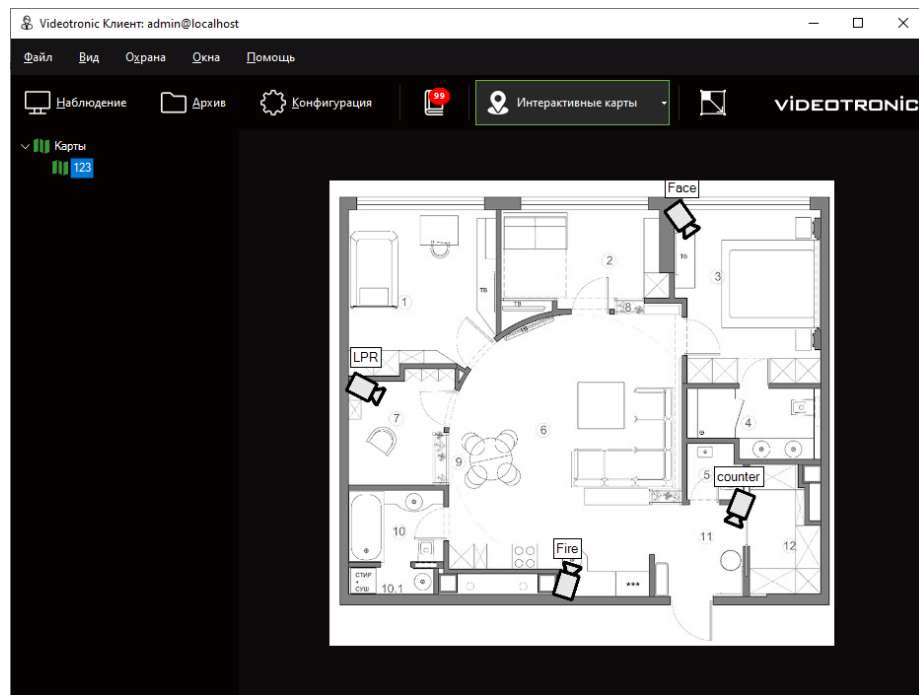 Videotronic Клиент: admin@localhost
Файл Вид Охрана Окна Помощь
Наблюдение Архив Конфигурация 99 Интерактивные карты VIDEOTRONIC
Карты
123
Face
2
3
ТВ
1
ТВ
ТВ
8
ТВ
LPR
7
6
4
9
5
counter
10
11
12
Fire
СТИР
+
СУШ
10.1
***